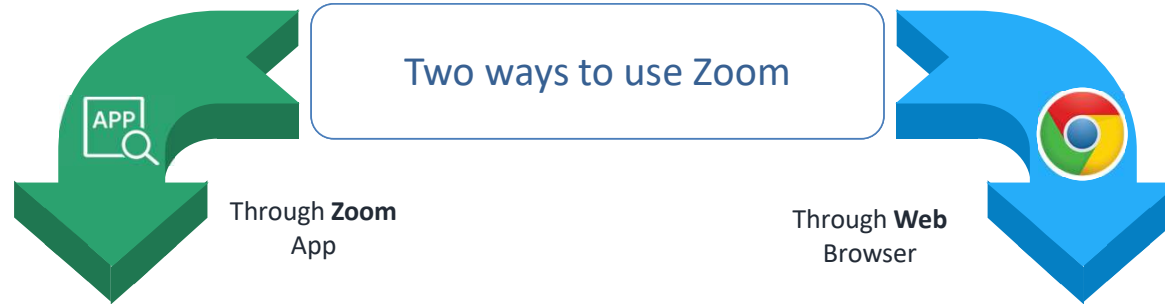 Two ways to use Zoom
APP
Through Zoom
App
Through Web
Browser